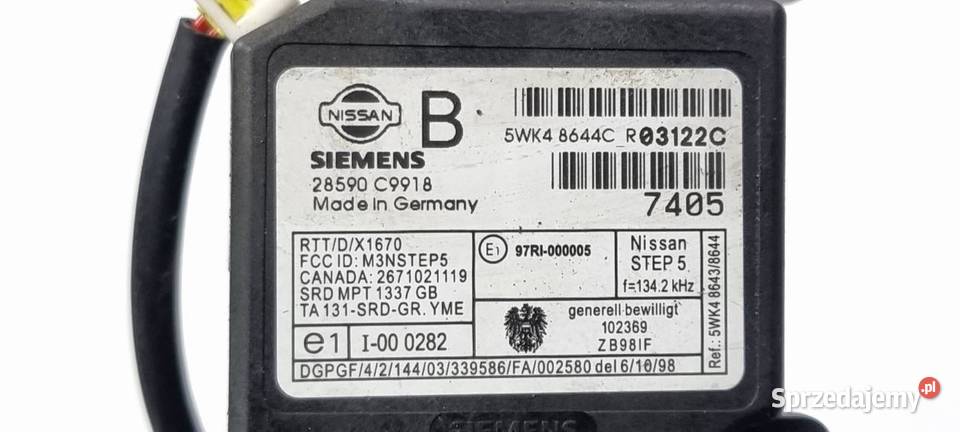 NISSAN
B
5WK4 8644C_R03122C
SIEMENS
28590 C9918
Made in Germany
7405
RTT/D/X1670
FCC ID: M3NSTEP5
CANADA: 2671021119
SRD MPT 1337 GB
TA 131-SRD-GR. YME
E1
97RI-000005
Nissan
STEP 5
f=134.2 kHz
generell bewilligt
102369
ZB98IF
e1
I-00 0282
DGPGF/4/2/144/03/339586/FA/002580 del 6/10/98
Ref.: 5WK4 8643/8644
SIEMENS
Sprzedajemy.pl